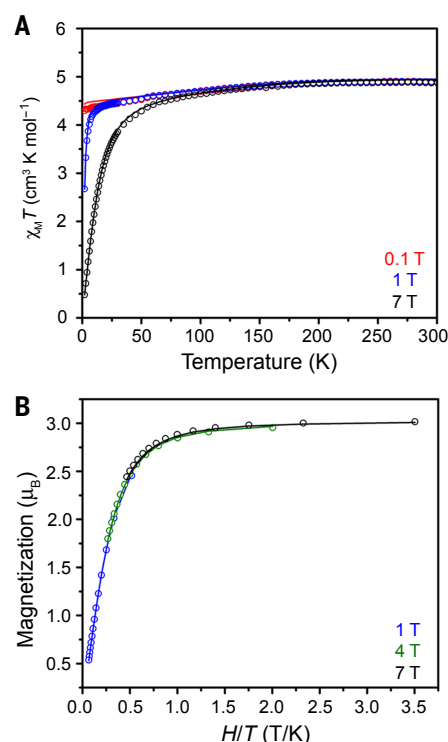 A
6
5
4
3
2
1
0
χM T (cm³ K mol⁻¹)
0.1 T
1 T
7 T
0 50 100 150 200 250 300
Temperature (K)
B
3.0
2.5
2.0
1.5
1.0
0.5
Magnetization (μB)
1 T
4 T
7 T
0.0 0.5 1.0 1.5 2.0 2.5 3.0 3.5
H/T (T/K)